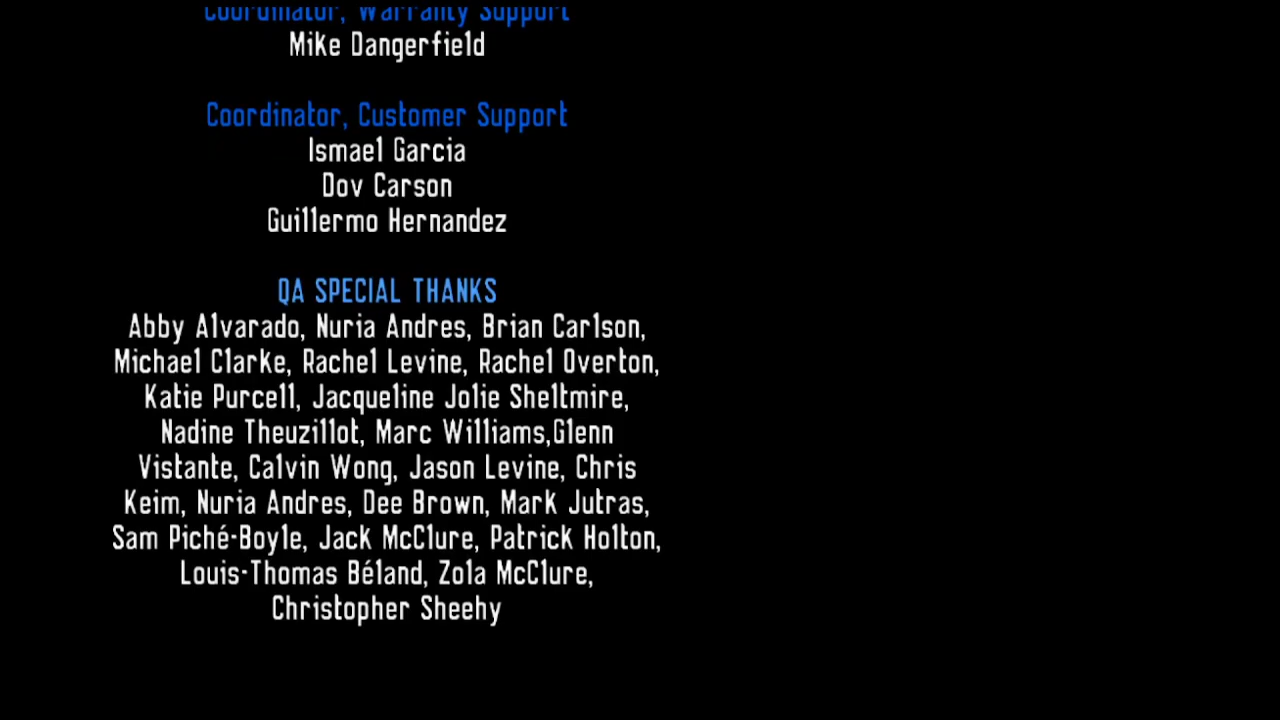 Coordinator, Warranty Support
Mike Dangerfield
Coordinator, Customer Support
Ismael Garcia
Dov Carson
Guillermo Hernandez
QA SPECIAL THANKS
Abby Alvarado, Nuria Andres, Brian Carlson,
Michael Clarke, Rachel Levine, Rachel Overton,
Katie Purcell, Jacqueline Jolie Sheltmire,
Nadine Theuzillot, Marc Williams,Glenn
Vistante, Calvin Wong, Jason Levine, Chris
Keim, Nuria Andres, Dee Brown, Mark Jutras,
Sam Piché-Boyle, Jack McClure, Patrick Holton,
Louis-Thomas Béland, Zola McClure,
Christopher Sheehy